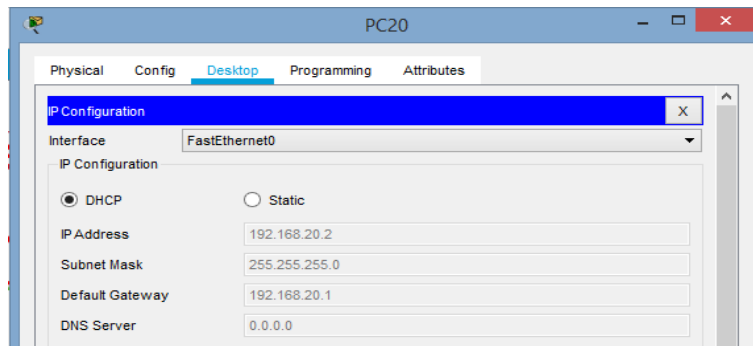 PC20
Physical Config Desktop Programming Attributes
IP Configuration X
Interface FastEthernet0
IP Configuration
DHCP Static
IP Address 192.168.20.2
Subnet Mask 255.255.255.0
Default Gateway 192.168.20.1
DNS Server 0.0.0.0